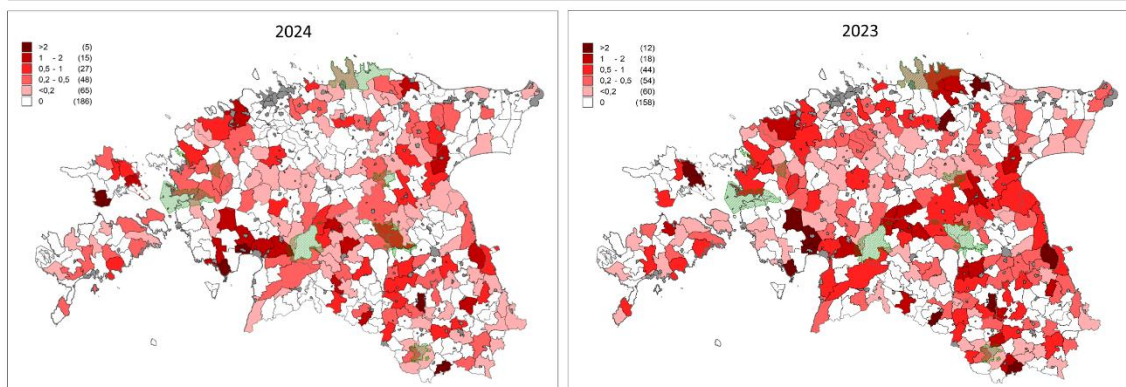 2024
>2 (5)
1 - 2 (15)
0,5 - 1 (27)
0,2 - 0,5 (48)
<0,2 (65)
0 (186)
2023
>2 (12)
1 - 2 (18)
0,5 - 1 (44)
0,2 - 0,5 (54)
<0,2 (60)
0 (158)